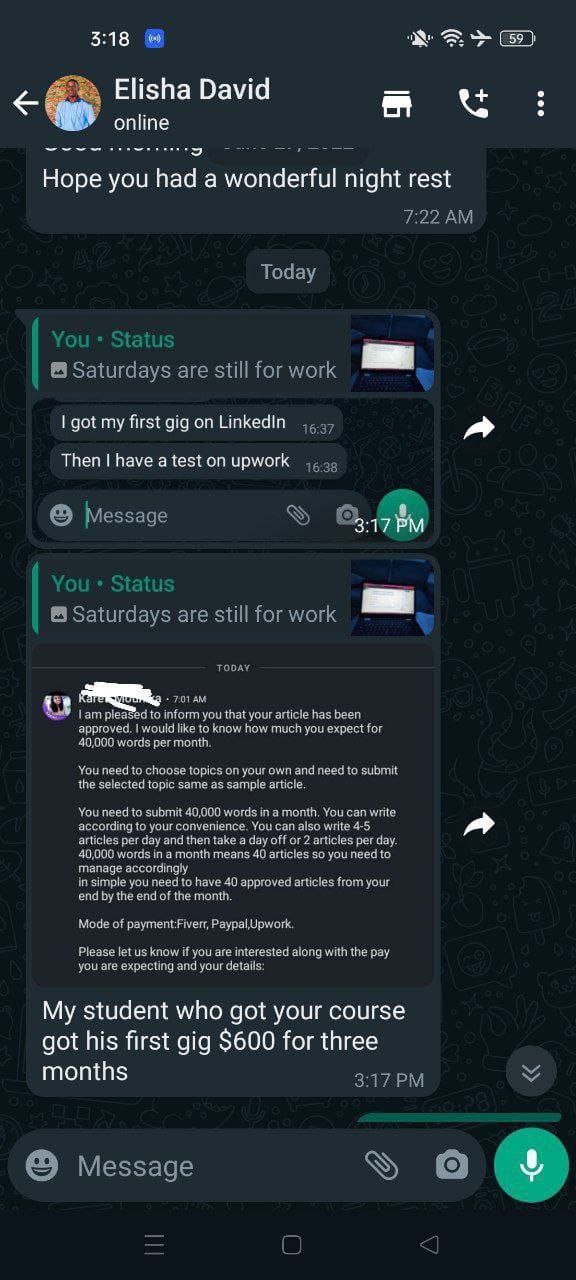 3:18
59
Elisha David
online
Good morning
Hope you had a wonderful night rest
7:22 AM
Today
You • Status
Saturdays are still for work
I got my first gig on LinkedIn 16:37
Then I have a test on upwork 16:38
Message
3:17 PM
You • Status
Saturdays are still for work
TODAY
7:01 AM
I am pleased to inform you that your article has been
approved. I would like to know how much you expect for
40,000 words per month.
You need to choose topics on your own and need to submit
the selected topic same as sample article.
You need to submit 40,000 words in a month. You can write
according to your convenience. You can also write 4-5
articles per day and then take a day off or 2 articles per day.
40,000 words in a month means 40 articles so you need to
manage accordingly
in simple you need to have 40 approved articles from your
end by the end of the month.
Mode of payment:Fiverr, Paypal,Upwork.
Please let us know if you are interested along with the pay
you are expecting and your details:
My student who got your course
got his first gig $600 for three
months
3:17 PM
Message